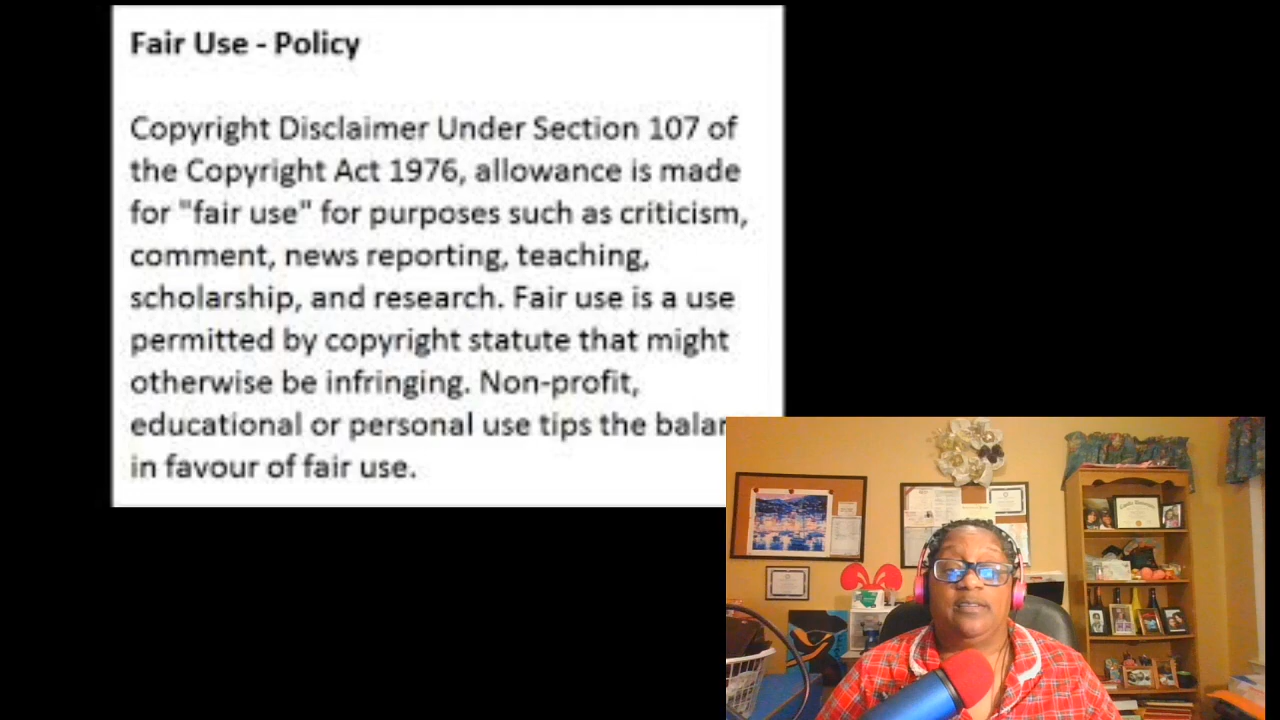 Fair Use - Policy
Copyright Disclaimer Under Section 107 of
the Copyright Act 1976, allowance is made
for "fair use" for purposes such as criticism,
comment, news reporting, teaching,
scholarship, and research. Fair use is a use
permitted by copyright statute that might
otherwise be infringing. Non-profit,
educational or personal use tips the
in favour of fair use.